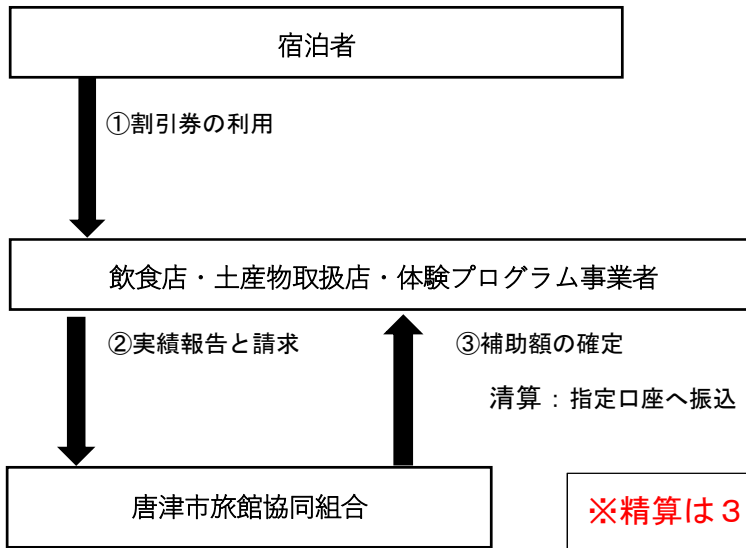 宿泊者
①割引券の利用
飲食店・土産物取扱店・体験プログラム事業者
②実績報告と請求
③補助額の確定
清算：指定口座へ振込
唐津市旅館協同組合
※精算は３